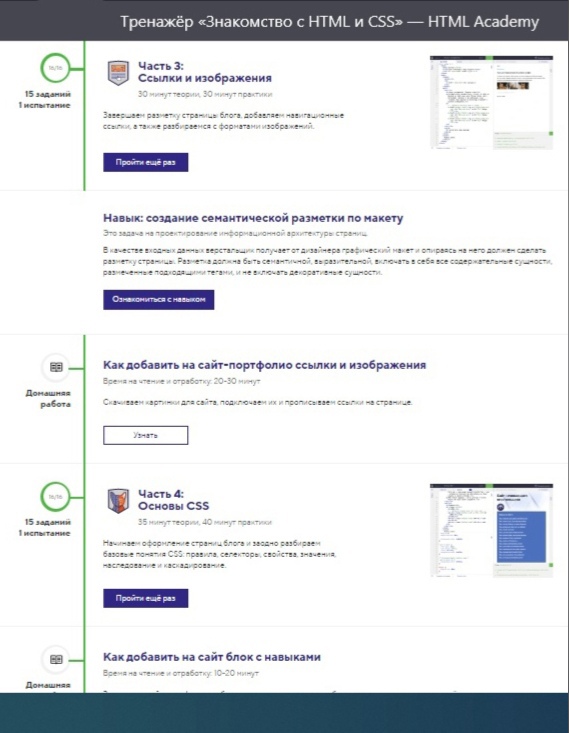 Тренажёр «Знакомство с HTML и CSS» — HTML Academy
16/16
15 заданий
1 испытание
Часть 3:
Ссылки и изображения
30 минут теории, 30 минут практики
Завершаем разметку страницы блога, добавляем навигационные
ссылки, а также разбираемся с форматами изображений.
Пройти ещё раз
Навык: создание семантической разметки по макету
Это задача на проектирование информационной архитектуры страниц.
В качестве входных данных верстальщик получает от дизайнера графический макет и опираясь на него должен сделать
разметку страницы. Разметка должна быть семантичной, выразительной, включать в себя все содержательные сущности,
размеченные подходящими тегами, и не включать декоративные сущности.
Ознакомиться с навыком
Домашняя
работа
Как добавить на сайт-портфолио ссылки и изображения
Время на чтение и отработку: 20-30 минут
Скачиваем картинки для сайта, подключаем их и прописываем ссылки на странице.
Узнать
16/16
15 заданий
1 испытание
Часть 4:
Основы CSS
35 минут теории, 40 минут практики
Начинаем оформление страниц блога и заодно разбираем
базовые понятия CSS: правила, селекторы, свойства, значения,
наследование и каскадирование.
Пройти ещё раз
Домашняя
Как добавить на сайт блок с навыками
Время на чтение и отработку: 10-20 минут